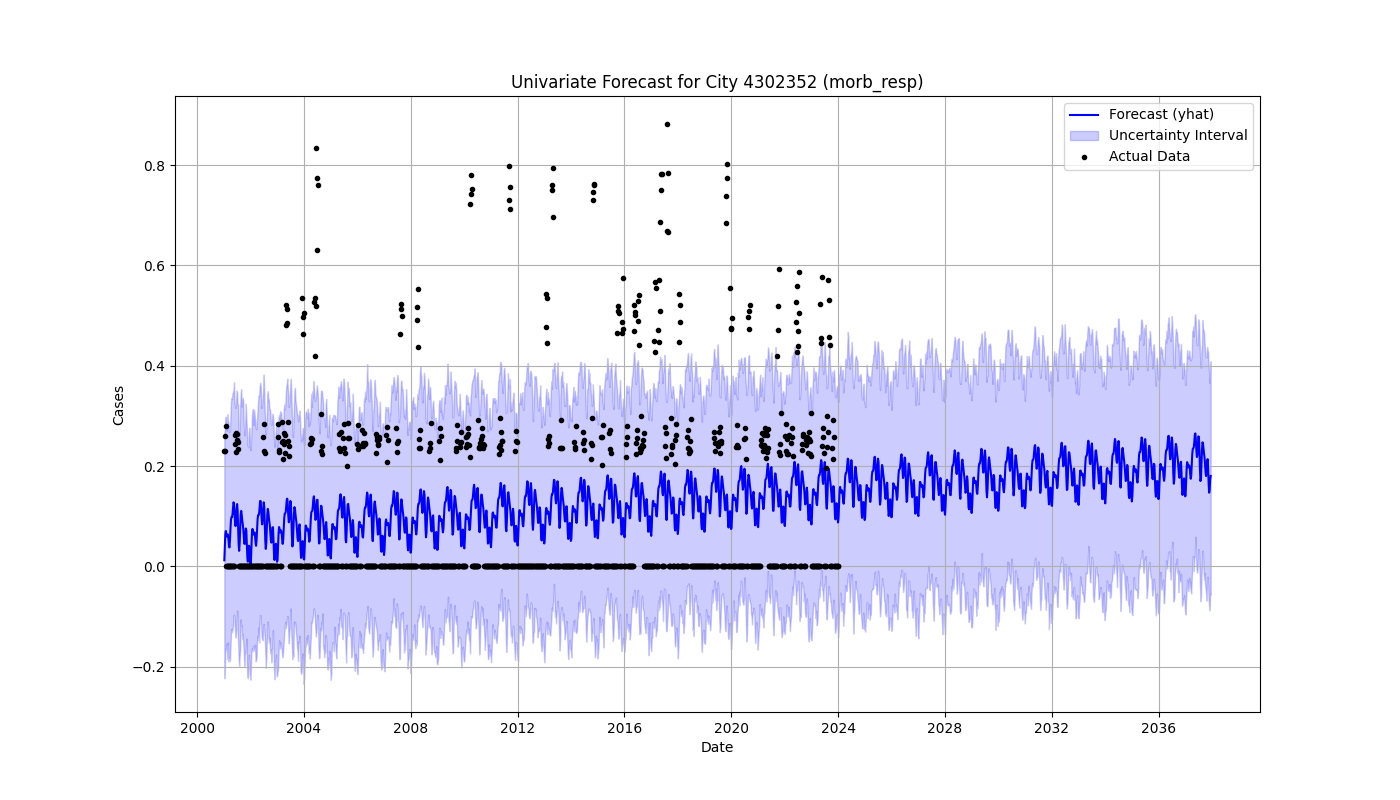 Univariate Forecast for City 4302352 (morb_resp)
Forecast (yhat)
Uncertainty Interval
Actual Data
Cases
0.8
0.6
0.4
0.2
0.0
−0.2
2000
2004
2008
2012
2016
2020
2024
2028
2032
2036
Date